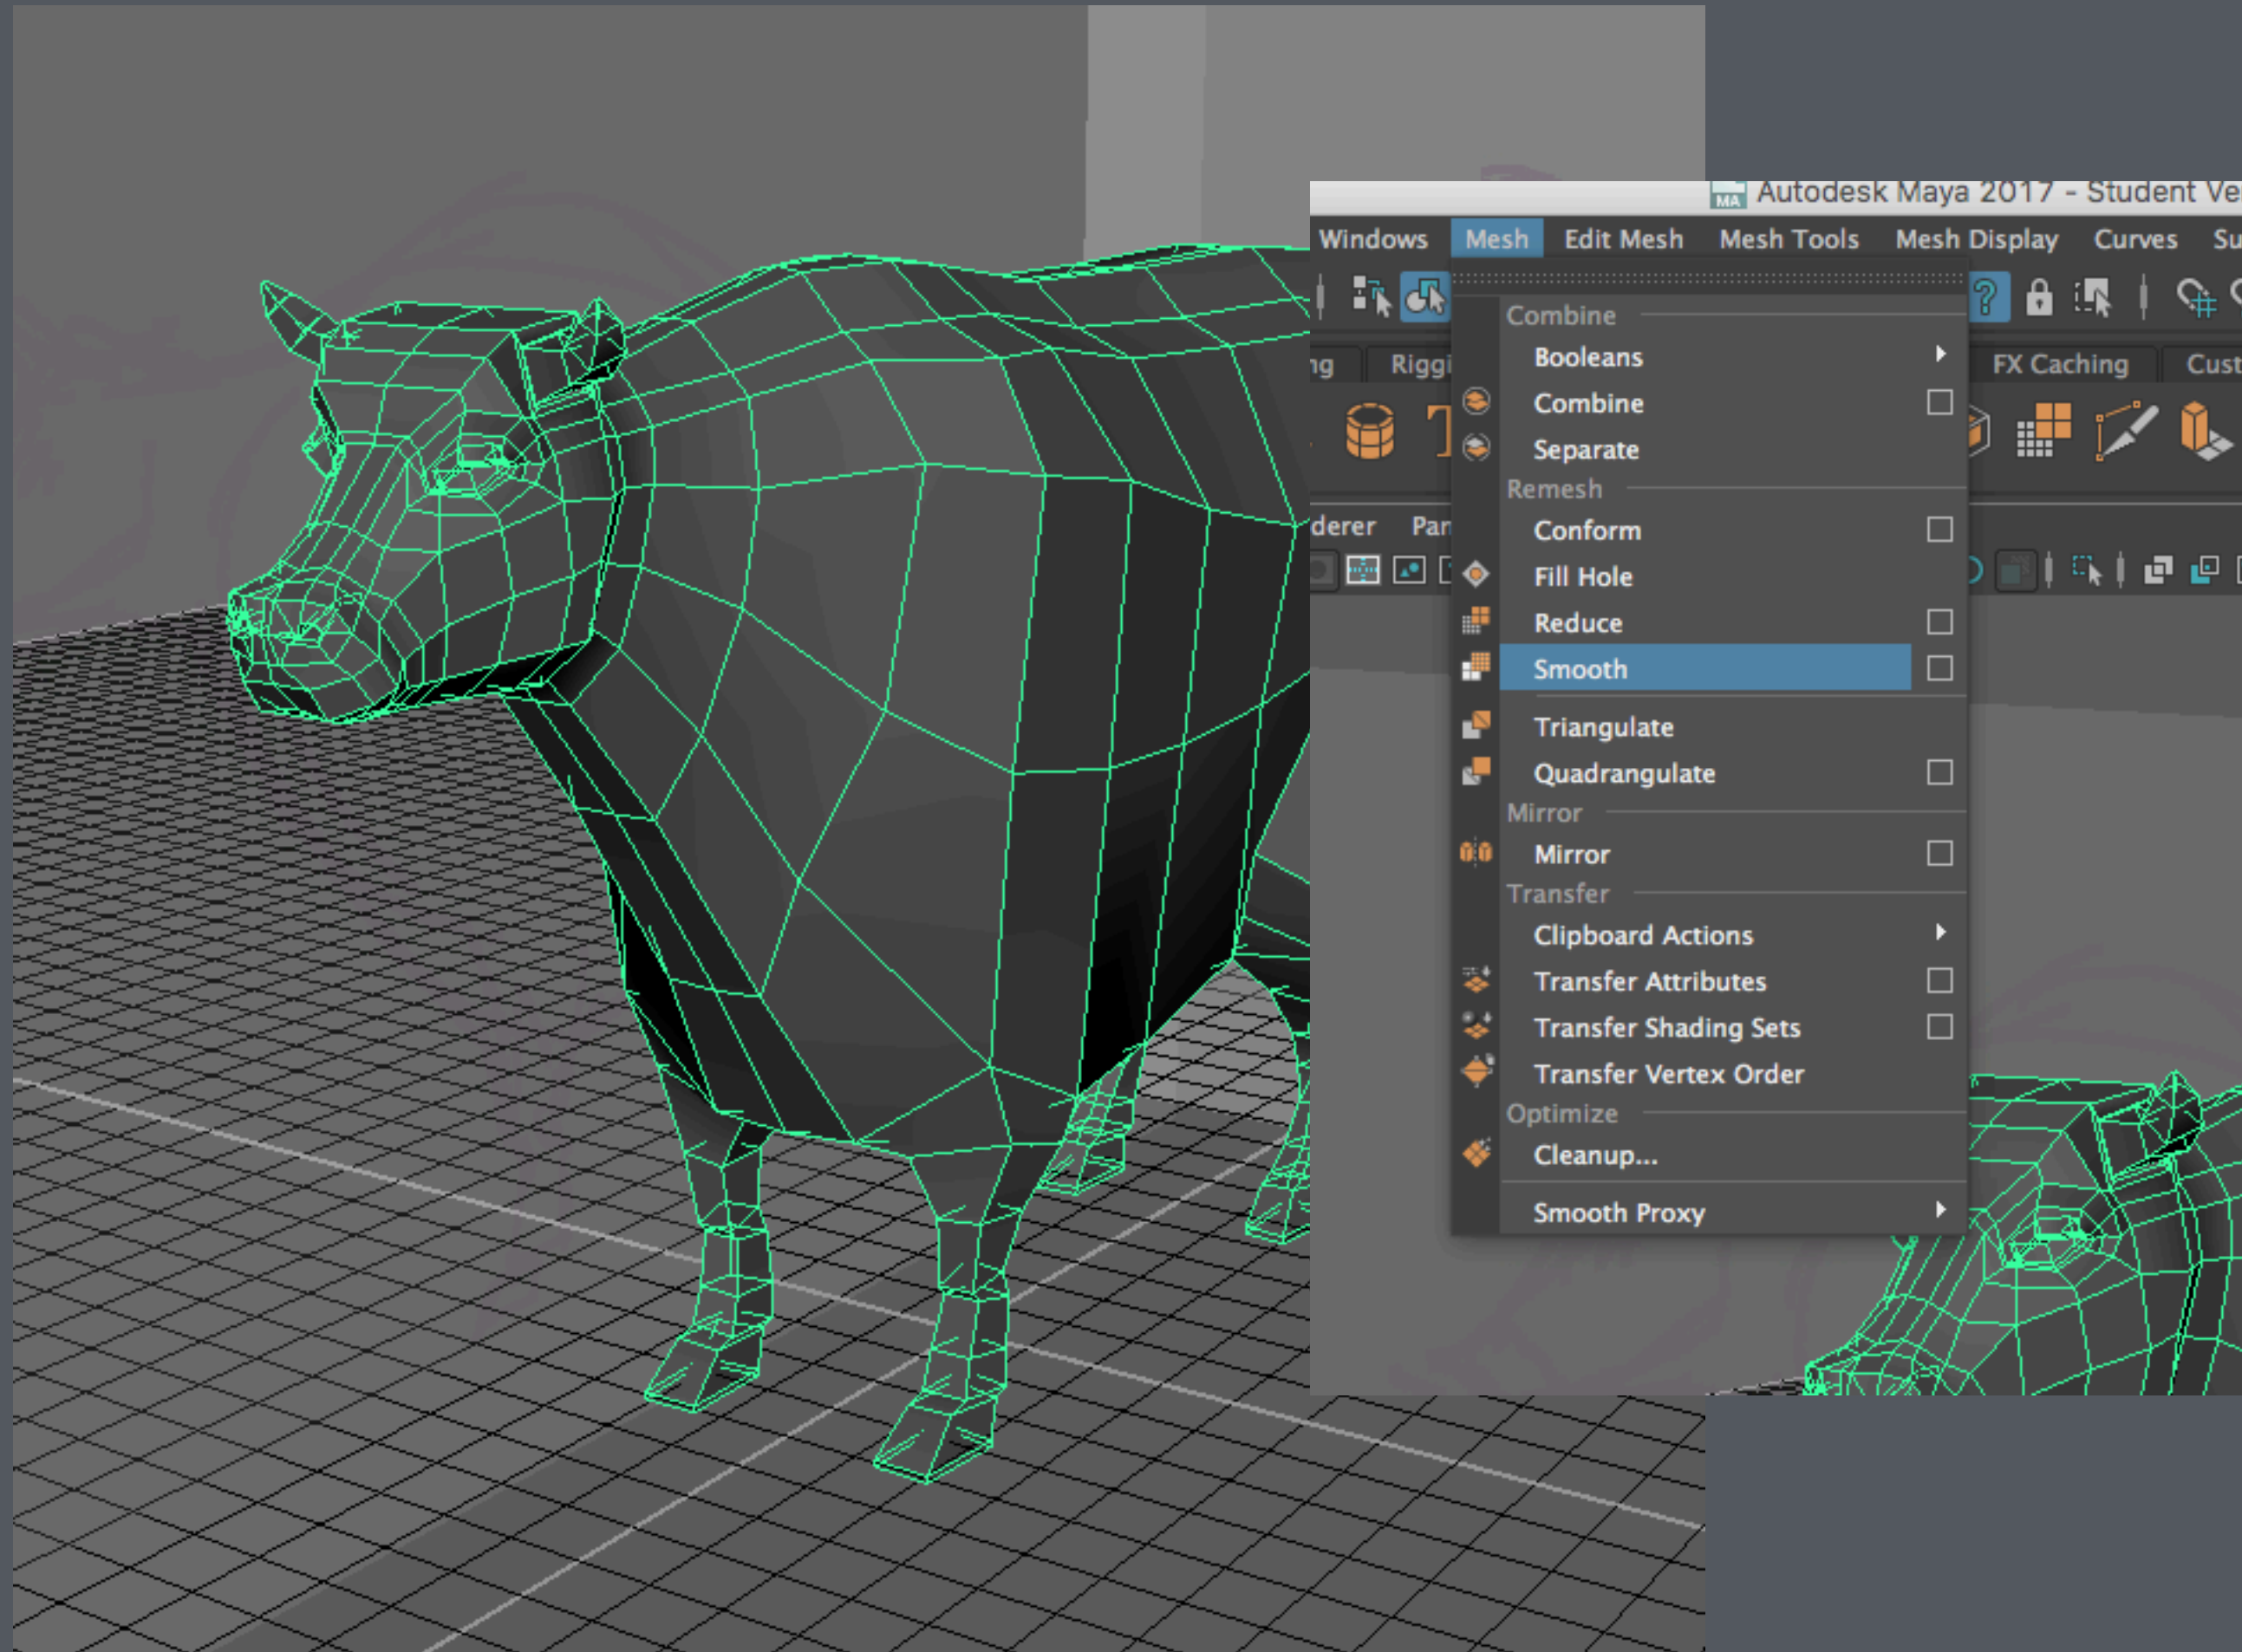 MA Autodesk Maya 2017 - Student Ve
Windows Mesh Edit Mesh Mesh Tools Mesh Display Curves Su
Combine
Booleans
Combine
Separate
Remesh
Conform
Fill Hole
Reduce
Smooth
Triangulate
Quadrangulate
Mirror
Mirror
Transfer
Clipboard Actions
Transfer Attributes
Transfer Shading Sets
Transfer Vertex Order
Optimize
Cleanup...
Smooth Proxy
ng Riggi FX Caching Cust
T
derer Pan